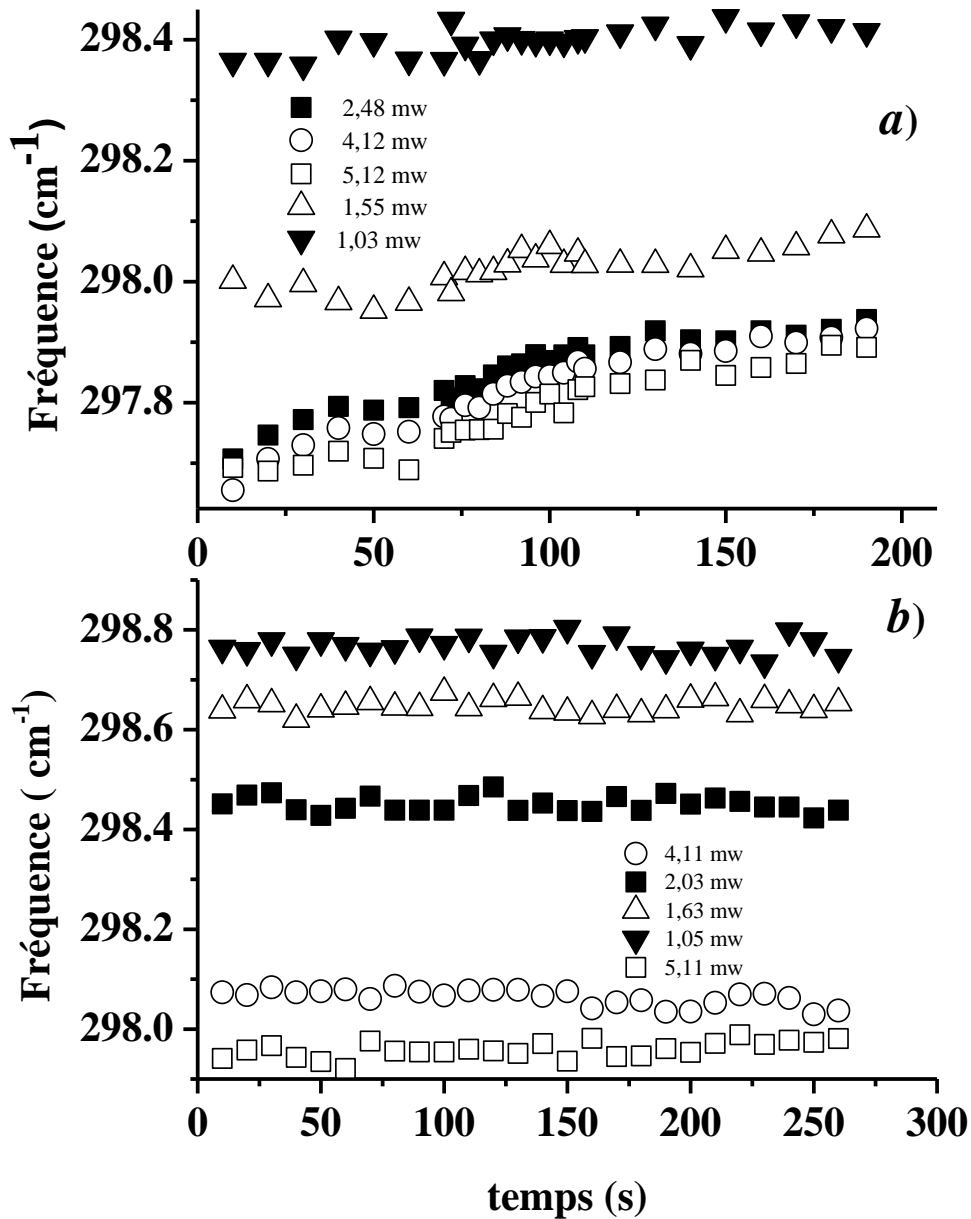 298.4
298.2
298.0
297.8
Fréquence (cm-1)
2,48 mw
4,12 mw
5,12 mw
1,55 mw
1,03 mw
a)
0 50 100 150 200
298.8
298.6
298.4
298.2
298.0
Fréquence ( cm-1)
b)
4,11 mw
2,03 mw
1,63 mw
1,05 mw
5,11 mw
0 50 100 150 200 250 300
temps (s)